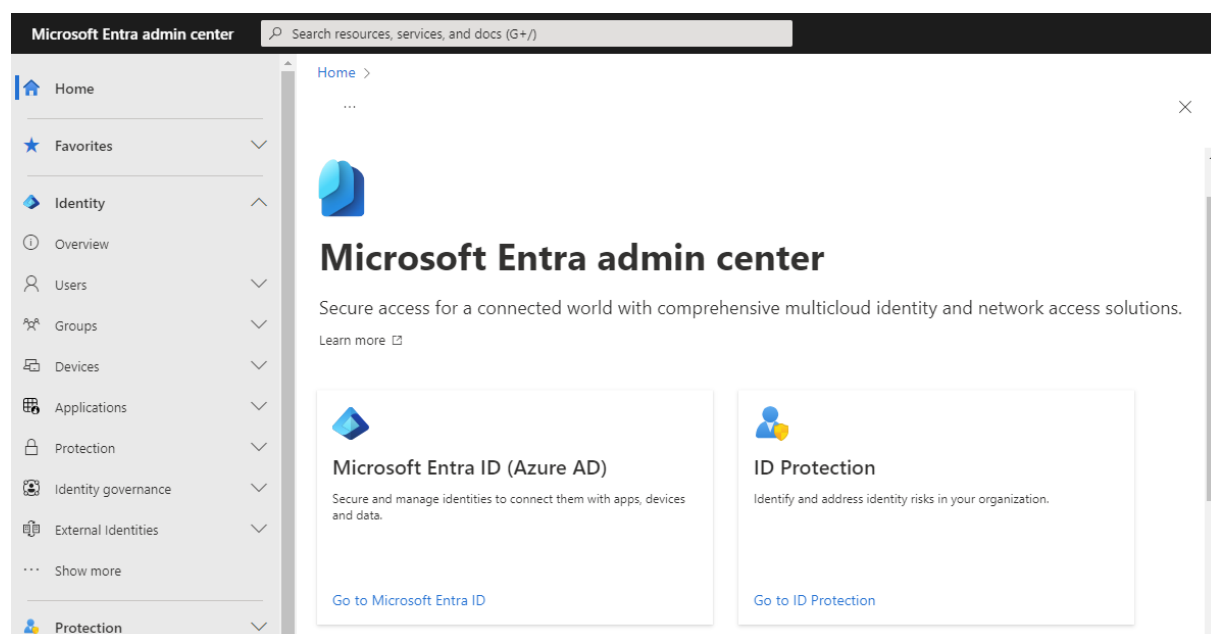 Microsoft Entra admin center
Search resources, services, and docs (G+/)
Home
Favorites
Identity
Overview
Users
Groups
Devices
Applications
Protection
Identity governance
External Identities
... Show more
Protection
Home >
...
Microsoft Entra admin center
Secure access for a connected world with comprehensive multicloud identity and network access solutions.
Learn more
Microsoft Entra ID (Azure AD)
Secure and manage identities to connect them with apps, devices
and data.
Go to Microsoft Entra ID
ID Protection
Identify and address identity risks in your organization.
Go to ID Protection